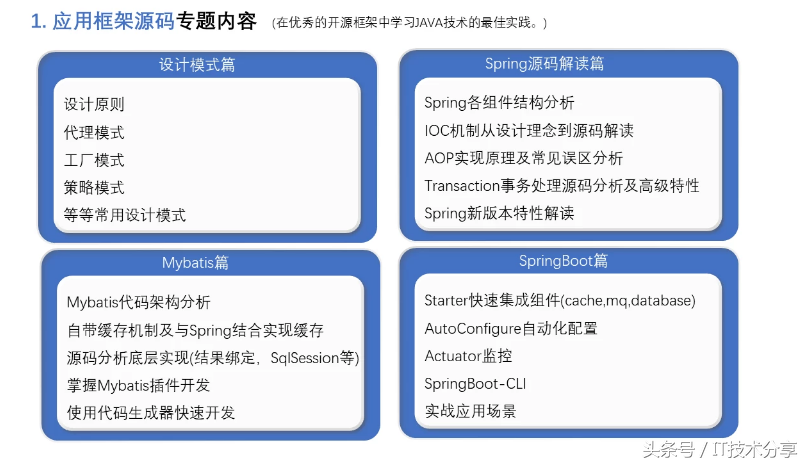 1. 应用框架源码专题内容 (在优秀的开源框架中学习JAVA技术的最佳实践。)
设计模式篇
设计原则
代理模式
工厂模式
策略模式
等等常用设计模式
Spring源码解读篇
Spring各组件结构分析
IOC机制从设计理念到源码解读
AOP实现原理及常见误区分析
Transaction事务处理源码分析及高级特性
Spring新版本特性解读
Mybatis篇
Mybatis代码架构分析
自带缓存机制及与Spring结合实现缓存
源码分析底层实现(结果绑定，SqlSession等)
掌握Mybatis插件开发
使用代码生成器快速开发
SpringBoot篇
Starter快速集成组件(cache,mq,database)
AutoConfigure自动化配置
Actuator监控
SpringBoot-CLI
实战应用场景
头条号 / IT技术分享